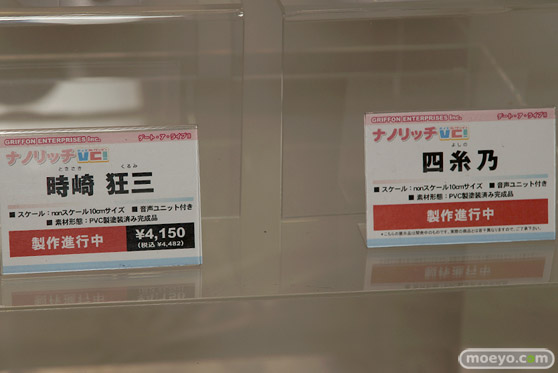 GRIFFON ENTERPRISES Inc.
デート・ア・ライブⅡ
ナノリッチVC!
ときさき くるみ
時崎 狂三
■スケール:nonスケール10cmサイズ ■音声ユニット付き
■素材形態:PVC製塗装済み完成品
製作進行中
¥4,150
(税込 ¥4,482)
GRIFFON ENTERPRISES Inc.
デート・ア・ライブⅡ
ナノリッチVC!
よしの
四糸乃
■スケール:nonスケール10cmサイズ ■音声ユニット付き
■素材形態:PVC製塗装済み完成品
製作進行中
moeyo.com